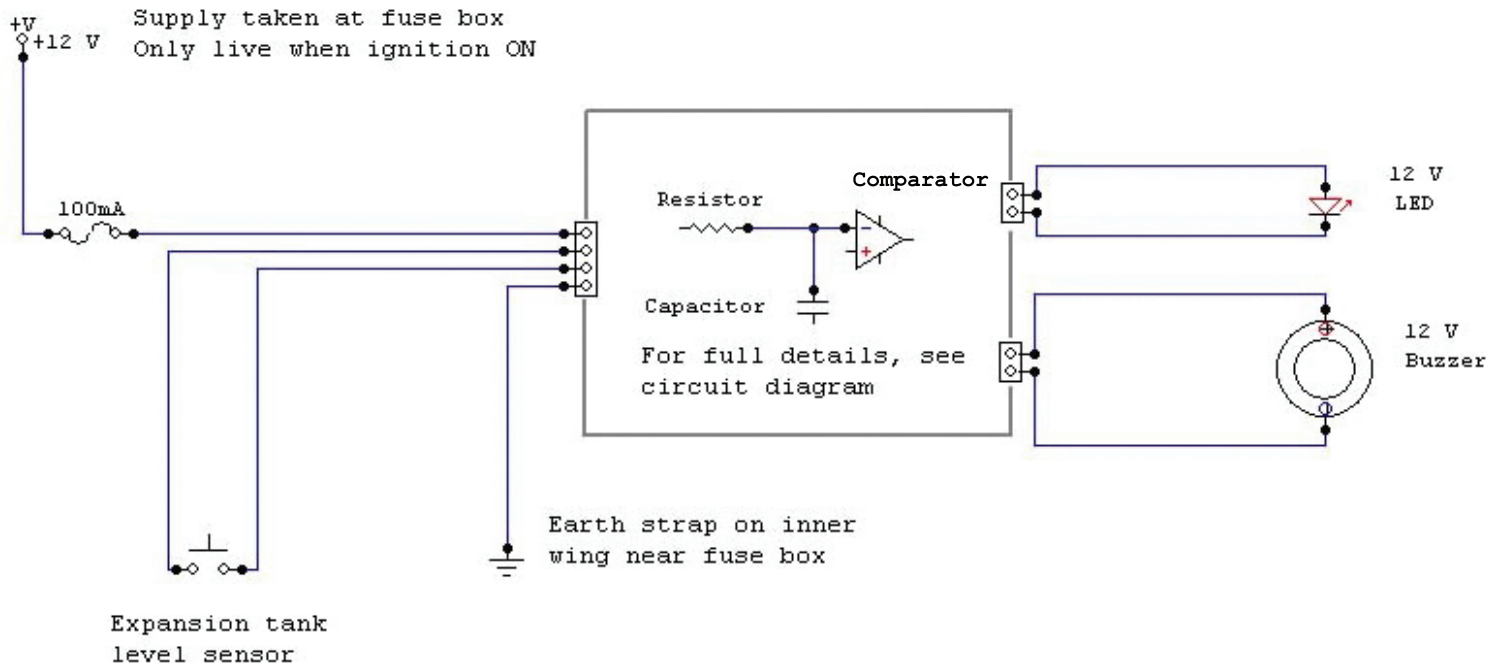 +V
+12 V
Supply taken at fuse box
Only live when ignition ON
100mA
Resistor
Comparator
Capacitor
For full details, see
circuit diagram
12 V
LED
12 V
Buzzer
Earth strap on inner
wing near fuse box
Expansion tank
level sensor